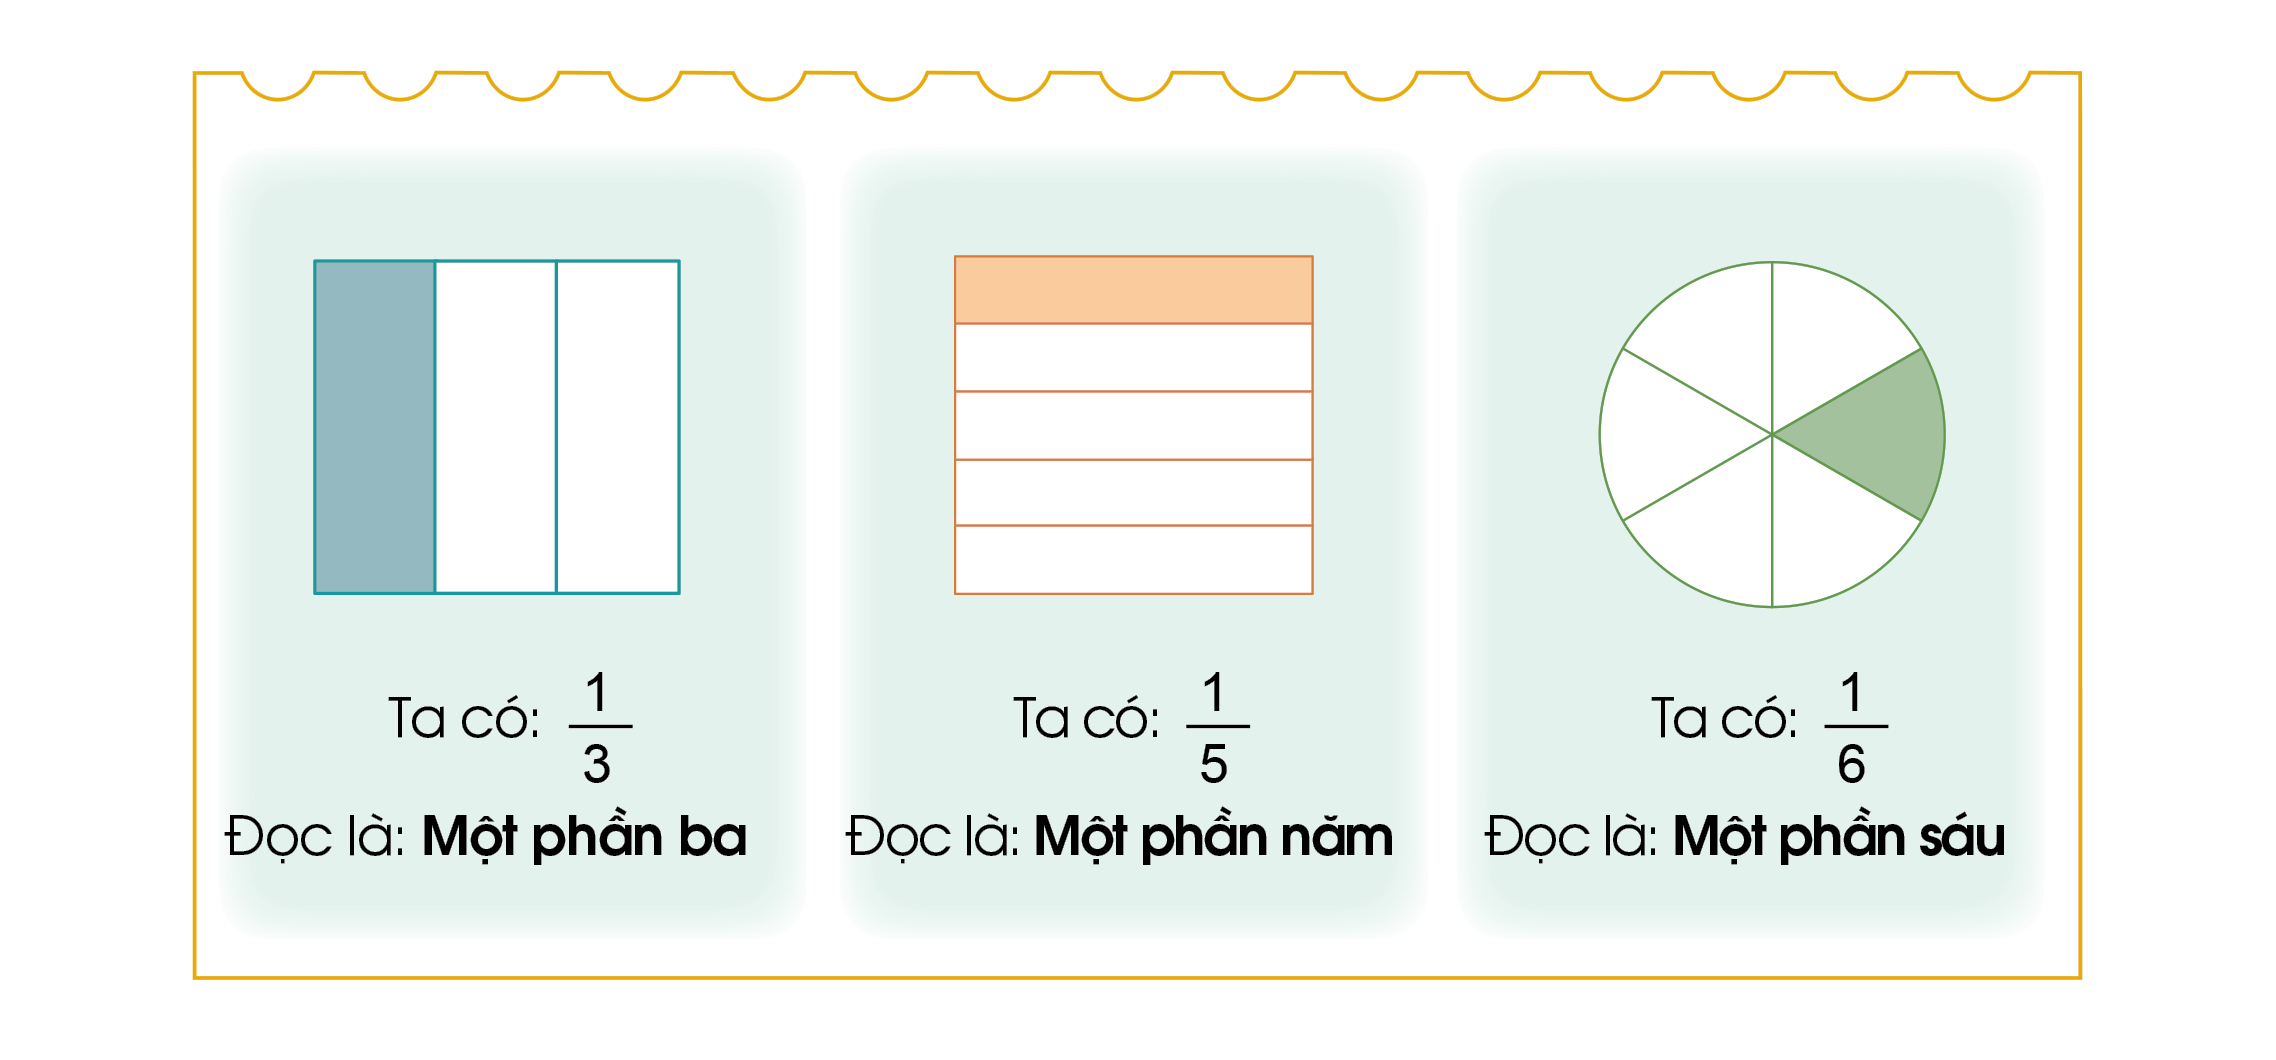 Ta có: 1/3
Đọc là: Một phần ba
Ta có: 1/5
Đọc là: Một phần năm
Ta có: 1/6
Đọc là: Một phần sáu